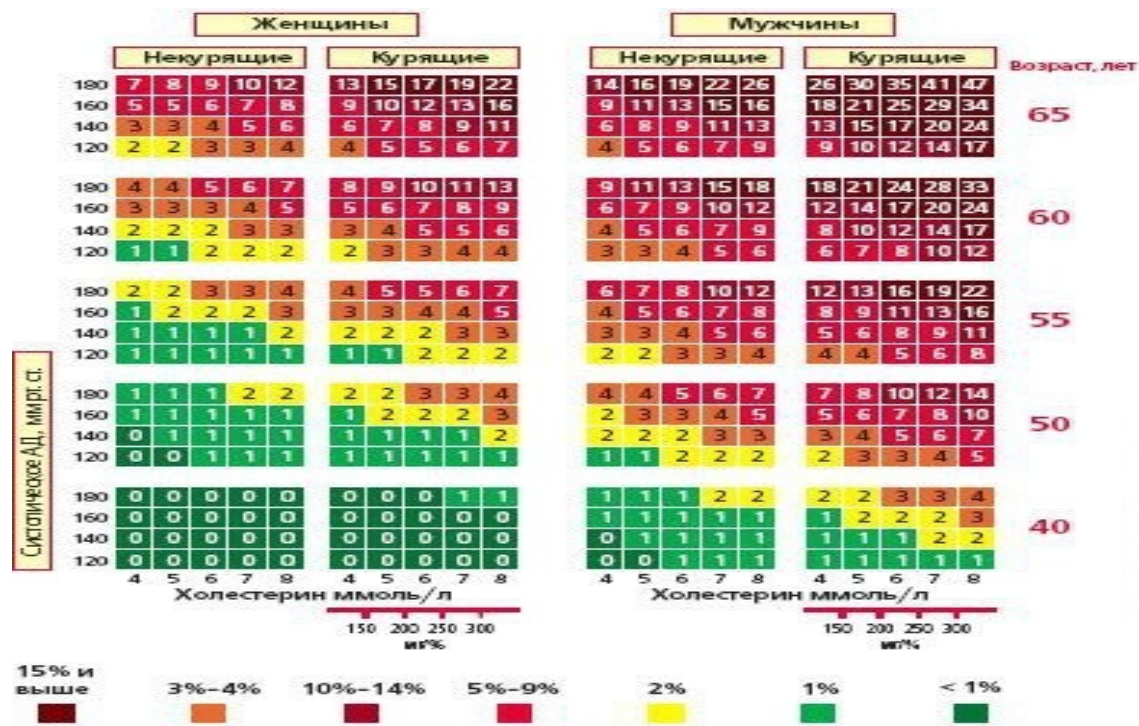 Женщины Мужчины
Некурящие Курящие Некурящие Курящие Возраст, лет
180 7 8 9 10 12 13 15 17 19 22 14 16 19 22 26 26 30 35 41 47
160 5 5 6 7 8 9 10 12 13 16 9 11 13 15 16 18 21 25 29 34
140 3 3 4 5 6 6 7 8 9 11 6 8 9 11 13 13 15 17 20 24
120 2 2 3 3 4 4 5 5 6 7 4 5 6 7 9 9 10 12 14 17
65
180 4 4 5 6 7 8 9 10 11 13 9 11 13 15 18 18 21 24 28 33
160 3 3 3 4 5 5 6 7 8 9 6 7 9 10 12 12 14 17 20 24
140 2 2 2 3 3 3 4 5 5 6 4 5 6 7 9 8 10 12 14 17
120 1 1 2 2 2 2 3 3 4 4 3 3 4 5 6 6 7 8 10 12
60
180 2 2 3 3 4 4 5 5 6 7 6 7 8 10 12 12 13 16 19 22
160 1 2 2 2 3 3 3 4 4 5 4 5 6 7 8 8 9 11 13 16
140 1 1 1 1 2 2 2 2 3 3 3 3 4 5 6 5 6 8 9 11
120 1 1 1 1 1 1 1 2 2 2 2 2 3 3 4 4 4 5 6 8
55
180 1 1 1 2 2 2 2 3 3 4 4 4 5 6 7 7 8 10 12 14
160 1 1 1 1 1 1 2 2 2 3 2 3 3 4 5 5 6 7 8 10
140 0 1 1 1 1 1 1 1 1 2 2 2 2 3 3 3 4 5 6 7
120 0 0 1 1 1 1 1 1 1 1 1 1 2 2 2 2 3 3 4 5
50
180 0 0 0 0 0 0 0 0 1 1 1 1 1 2 2 2 2 3 3 4
160 0 0 0 0 0 0 0 0 0 0 1 1 1 1 1 1 2 2 2 3
140 0 0 0 0 0 0 0 0 0 0 0 1 1 1 1 1 1 1 2 2
120 0 0 0 0 0 0 0 0 0 0 0 0 1 1 1 1 1 1 1 1
40
Систолическое АД, ммрт. ст.
4 5 6 7 8 4 5 6 7 8 4 5 6 7 8 4 5 6 7 8
Холестерин ммоль/л Холестерин ммоль/л
150 200 250 300 150 200 250 300
мг% мг%
15% и
выше 3%–4% 10%–14% 5%–9% 2% 1% < 1%